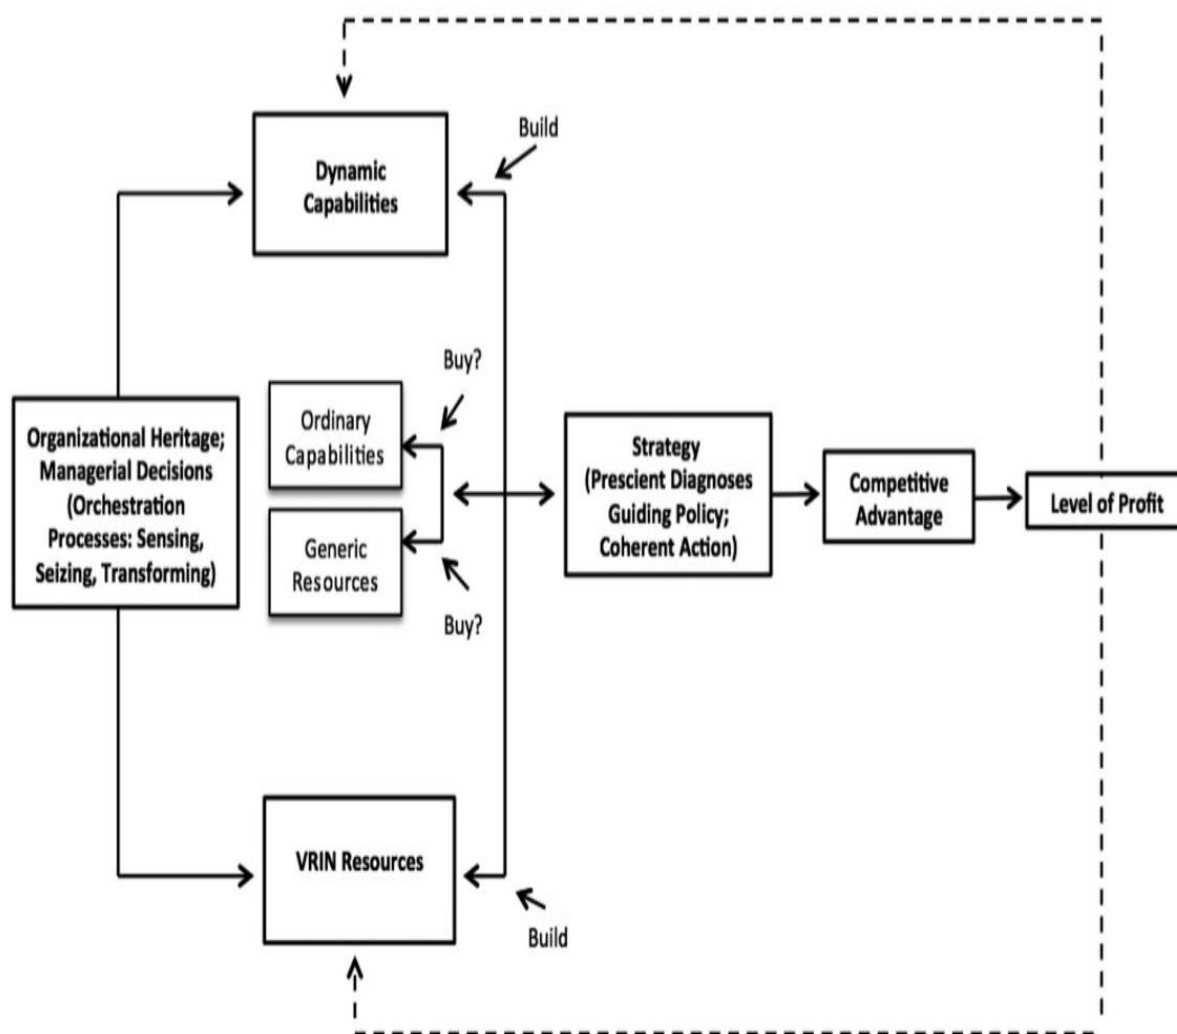 Build
Dynamic
Capabilities
Buy?
Ordinary
Capabilities
Organizational Heritage;
Managerial Decisions
(Orchestration
Processes: Sensing,
Seizing, Transforming)
Generic
Resources
Buy?
Strategy
(Prescient Diagnoses
Guiding Policy;
Coherent Action)
Competitive
Advantage
Level of Profit
VRIN Resources
Build